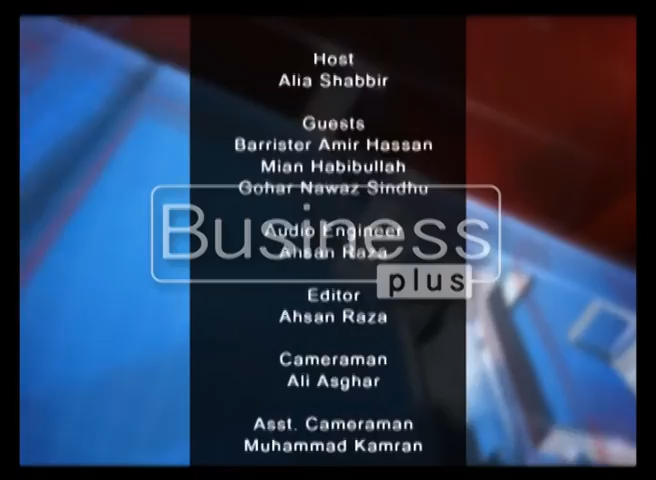 Host
Alia Shabbir
Guests
Barrister Amir Hassan
Mian Habibullah
Gohar Nawaz Sindhu
Audio Engineer
Ahsan Raza
Business
plus
Editor
Ahsan Raza
Cameraman
Ali Asghar
Asst. Cameraman
Muhammad Kamran